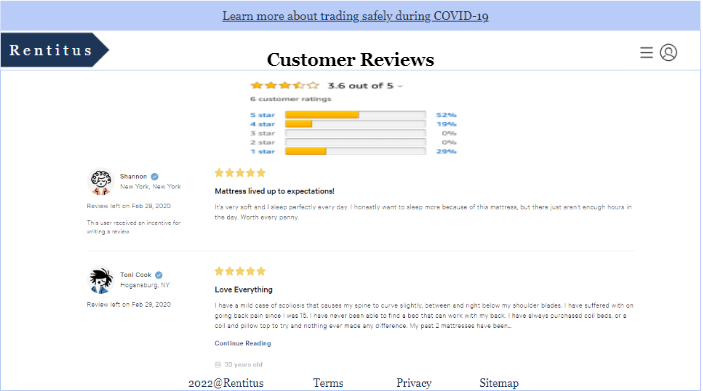 Learn more about trading safely during COVID-19
Rentitus
Customer Reviews
3.6 out of 5
6 customer ratings
5 star 52%
4 star 19%
3 star 0%
2 star 0%
1 star 29%
Shannon
New York, New York
Review left on Feb 28, 2020
This user received an incentive for
writing a review
Mattress lived up to expectations!
It's very soft and I sleep perfectly every day. I honestly want to sleep more because of this mattress, but there just aren't enough hours in
the day. Worth every penny.
Toni Cook
Hogansburg, NY
Review left on Feb 29, 2020
Love Everything
I have a mild case of scoliosis that causes my spine to curve slightly, between and right below my shoulder blades. I have suffered with on
going back pain since I was 15. I have never been able to find a bed that can work with my back. I have always purchased coil beds, or a
coil and pillow top to try and nothing ever made any difference. My past 2 mattresses have been...
Continue Reading
30 years old
2022@Rentitus Terms Privacy Sitemap